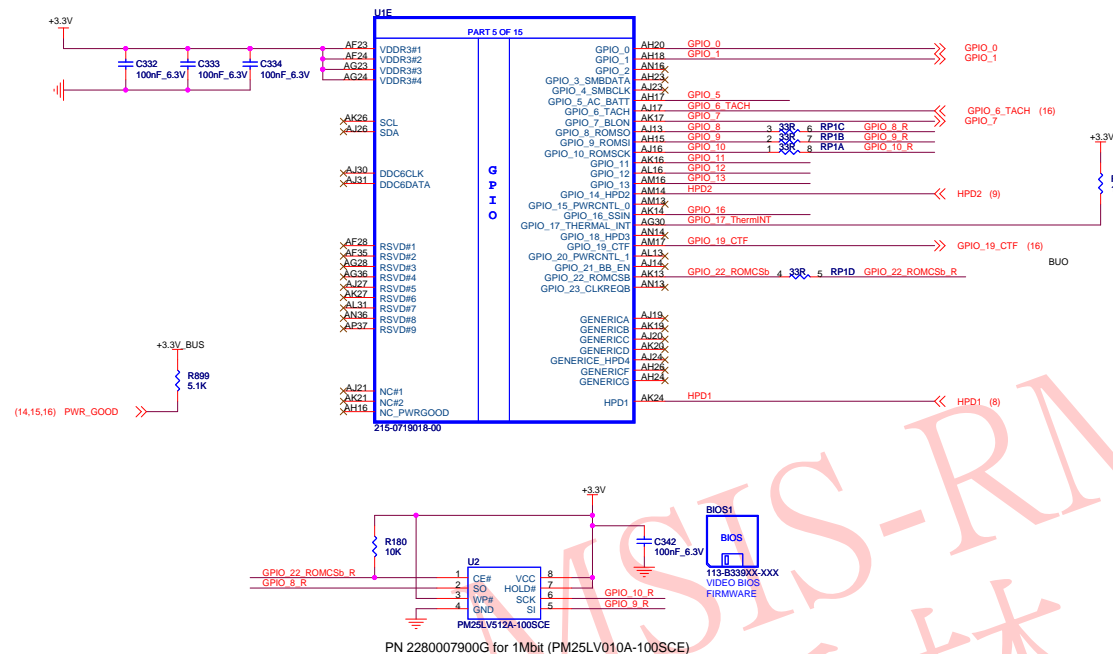 U1E
+3.3V
PART 5 OF 15
AF23 VDDR3#1
AF24 VDDR3#2
AG23 VDDR3#3
AG24 VDDR3#4
C332
100nF_6.3V
C333
100nF_6.3V
C334
100nF_6.3V
AK26 SCL
AJ26 SDA
AJ30 DDC6CLK
AJ31 DDC6DATA
GPIO
AF28 RSVD#1
AF35 RSVD#2
AG28 RSVD#3
AG36 RSVD#4
AJ27 RSVD#5
AK27 RSVD#6
AL31 RSVD#7
AN36 RSVD#8
AP37 RSVD#9
AJ21 NC#1
AK21 NC#2
AH16 NC_PWRGOOD
215-0719018-00
GPIO_0 AH20 GPIO_0 GPIO_0
GPIO_1 AH18 GPIO_1 GPIO_1
GPIO_2 AN16
GPIO_3_SMBDATA AH23
GPIO_4_SMBCLK AJ23
GPIO_5_AC_BATT AH17 GPIO_5
GPIO_6_TACH AJ17 GPIO_6_TACH GPIO_6_TACH (16)
GPIO_7_BLON AK17 GPIO_7 GPIO_7
GPIO_8_ROMSO AJ13 GPIO_8 3 33R 6 RP1C GPIO_8_R
GPIO_9_ROMSI AH15 GPIO_9 2 33R 7 RP1B GPIO_9_R
GPIO_10_ROMSCK AJ16 GPIO_10 1 33R 8 RP1A GPIO_10_R
GPIO_11 AK16 GPIO_11
GPIO_12 AL16 GPIO_12
GPIO_13 AM16 GPIO_13
GPIO_14_HPD2 AM14 HPD2 HPD2 (9)
GPIO_15_PWRCNTL_0 AM13
GPIO_16_SSIN AK14 GPIO_16
GPIO_17_THERMAL_INT AG30 GPIO_17_ThermINT
GPIO_18_HPD3 AN14
GPIO_19_CTF AM17 GPIO_19_CTF GPIO_19_CTF (16)
GPIO_20_PWRCNTL_1 AL13
GPIO_21_BB_EN AJ14
GPIO_22_ROMCSB AK13 GPIO_22_ROMCSb 4 33R 5 RP1D GPIO_22_ROMCSb_R
GPIO_23_CLKREQB AN13
GENERICA AJ19
GENERICB AK19
GENERICC AJ20
GENERICD AK20
GENERICE_HPD4 AJ24
GENERICF AH26
GENERICG AH24
HPD1 AK24 HPD1 HPD1 (8)
+3.3V
BUO
+3.3V_BUS
R899
5.1K
(14,15,16) PWR_GOOD
+3.3V
R180
10K
C342
100nF_6.3V
U2
GPIO_22_ROMCSb_R 1 CE# VCC 8
GPIO_8_R 2 SO HOLD# 7
3 WP# SCK 6 GPIO_10_R
4 GND SI 5 GPIO_9_R
PM25LV512A-100SCE
PN 2280007900G for 1Mbit (PM25LV010A-100SCE)
BIOS1
BIOS
113-B339XX-XXX
VIDEO BIOS
FIRMWARE
MSIS-RM